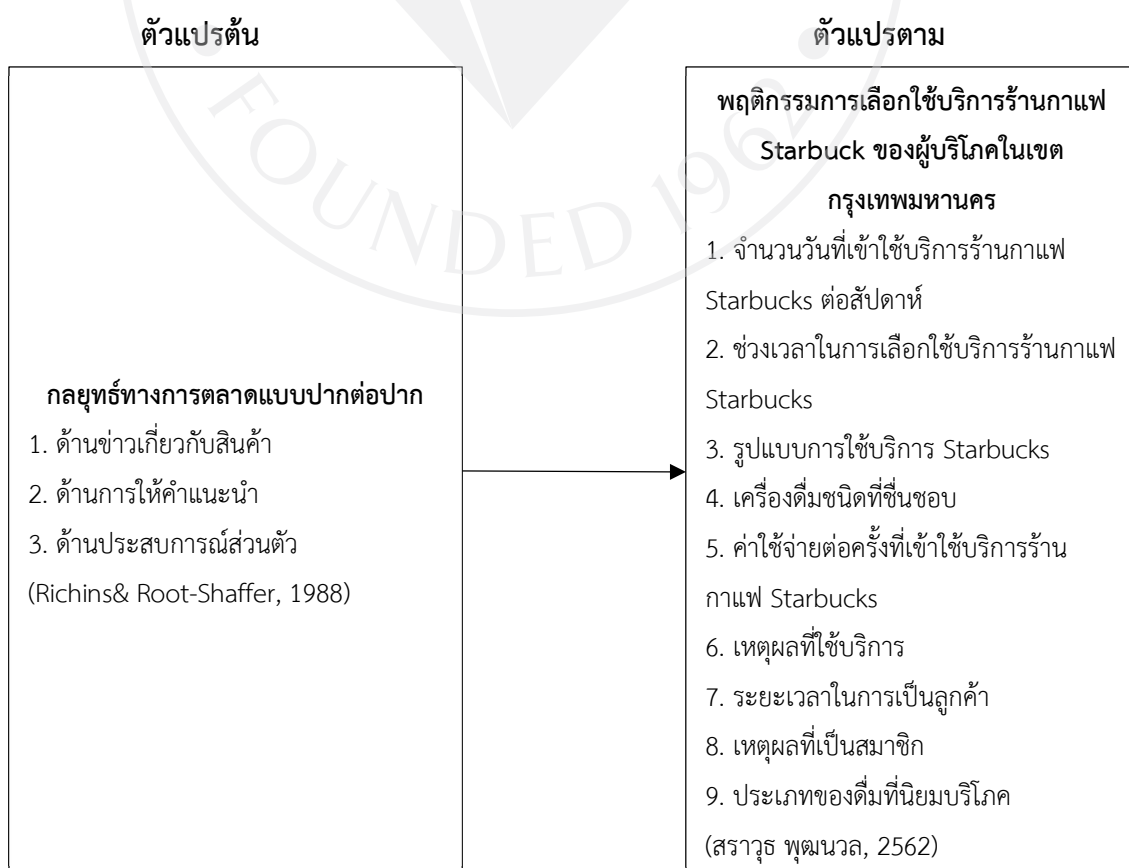 ตัวแปรต้น
กลยุทธ์ทางการตลาดแบบปากต่อปาก
1. ด้านข่าวเกี่ยวกับสินค้า
2. ด้านการให้คำแนะนำ
3. ด้านประสบการณ์ส่วนตัว
(Richins& Root-Shaffer, 1988)
ตัวแปรตาม
พฤติกรรมการเลือกใช้บริการร้านกาแฟ
Starbuck ของผู้บริโภคในเขต
กรุงเทพมหานคร
1. จำนวนวันที่เข้าใช้บริการร้านกาแฟ
Starbucks ต่อสัปดาห์
2. ช่วงเวลาในการเลือกใช้บริการร้านกาแฟ
Starbucks
3. รูปแบบการใช้บริการ Starbucks
4. เครื่องดื่มชนิดที่ชื่นชอบ
5. ค่าใช้จ่ายต่อครั้งที่เข้าใช้บริการร้าน
กาแฟ Starbucks
6. เหตุผลที่ใช้บริการ
7. ระยะเวลาในการเป็นลูกค้า
8. เหตุผลที่เป็นสมาชิก
9. ประเภทของดื่มที่นิยมบริโภค
(สราวุธ พุฒนวล, 2562)
FOUNDED 1962